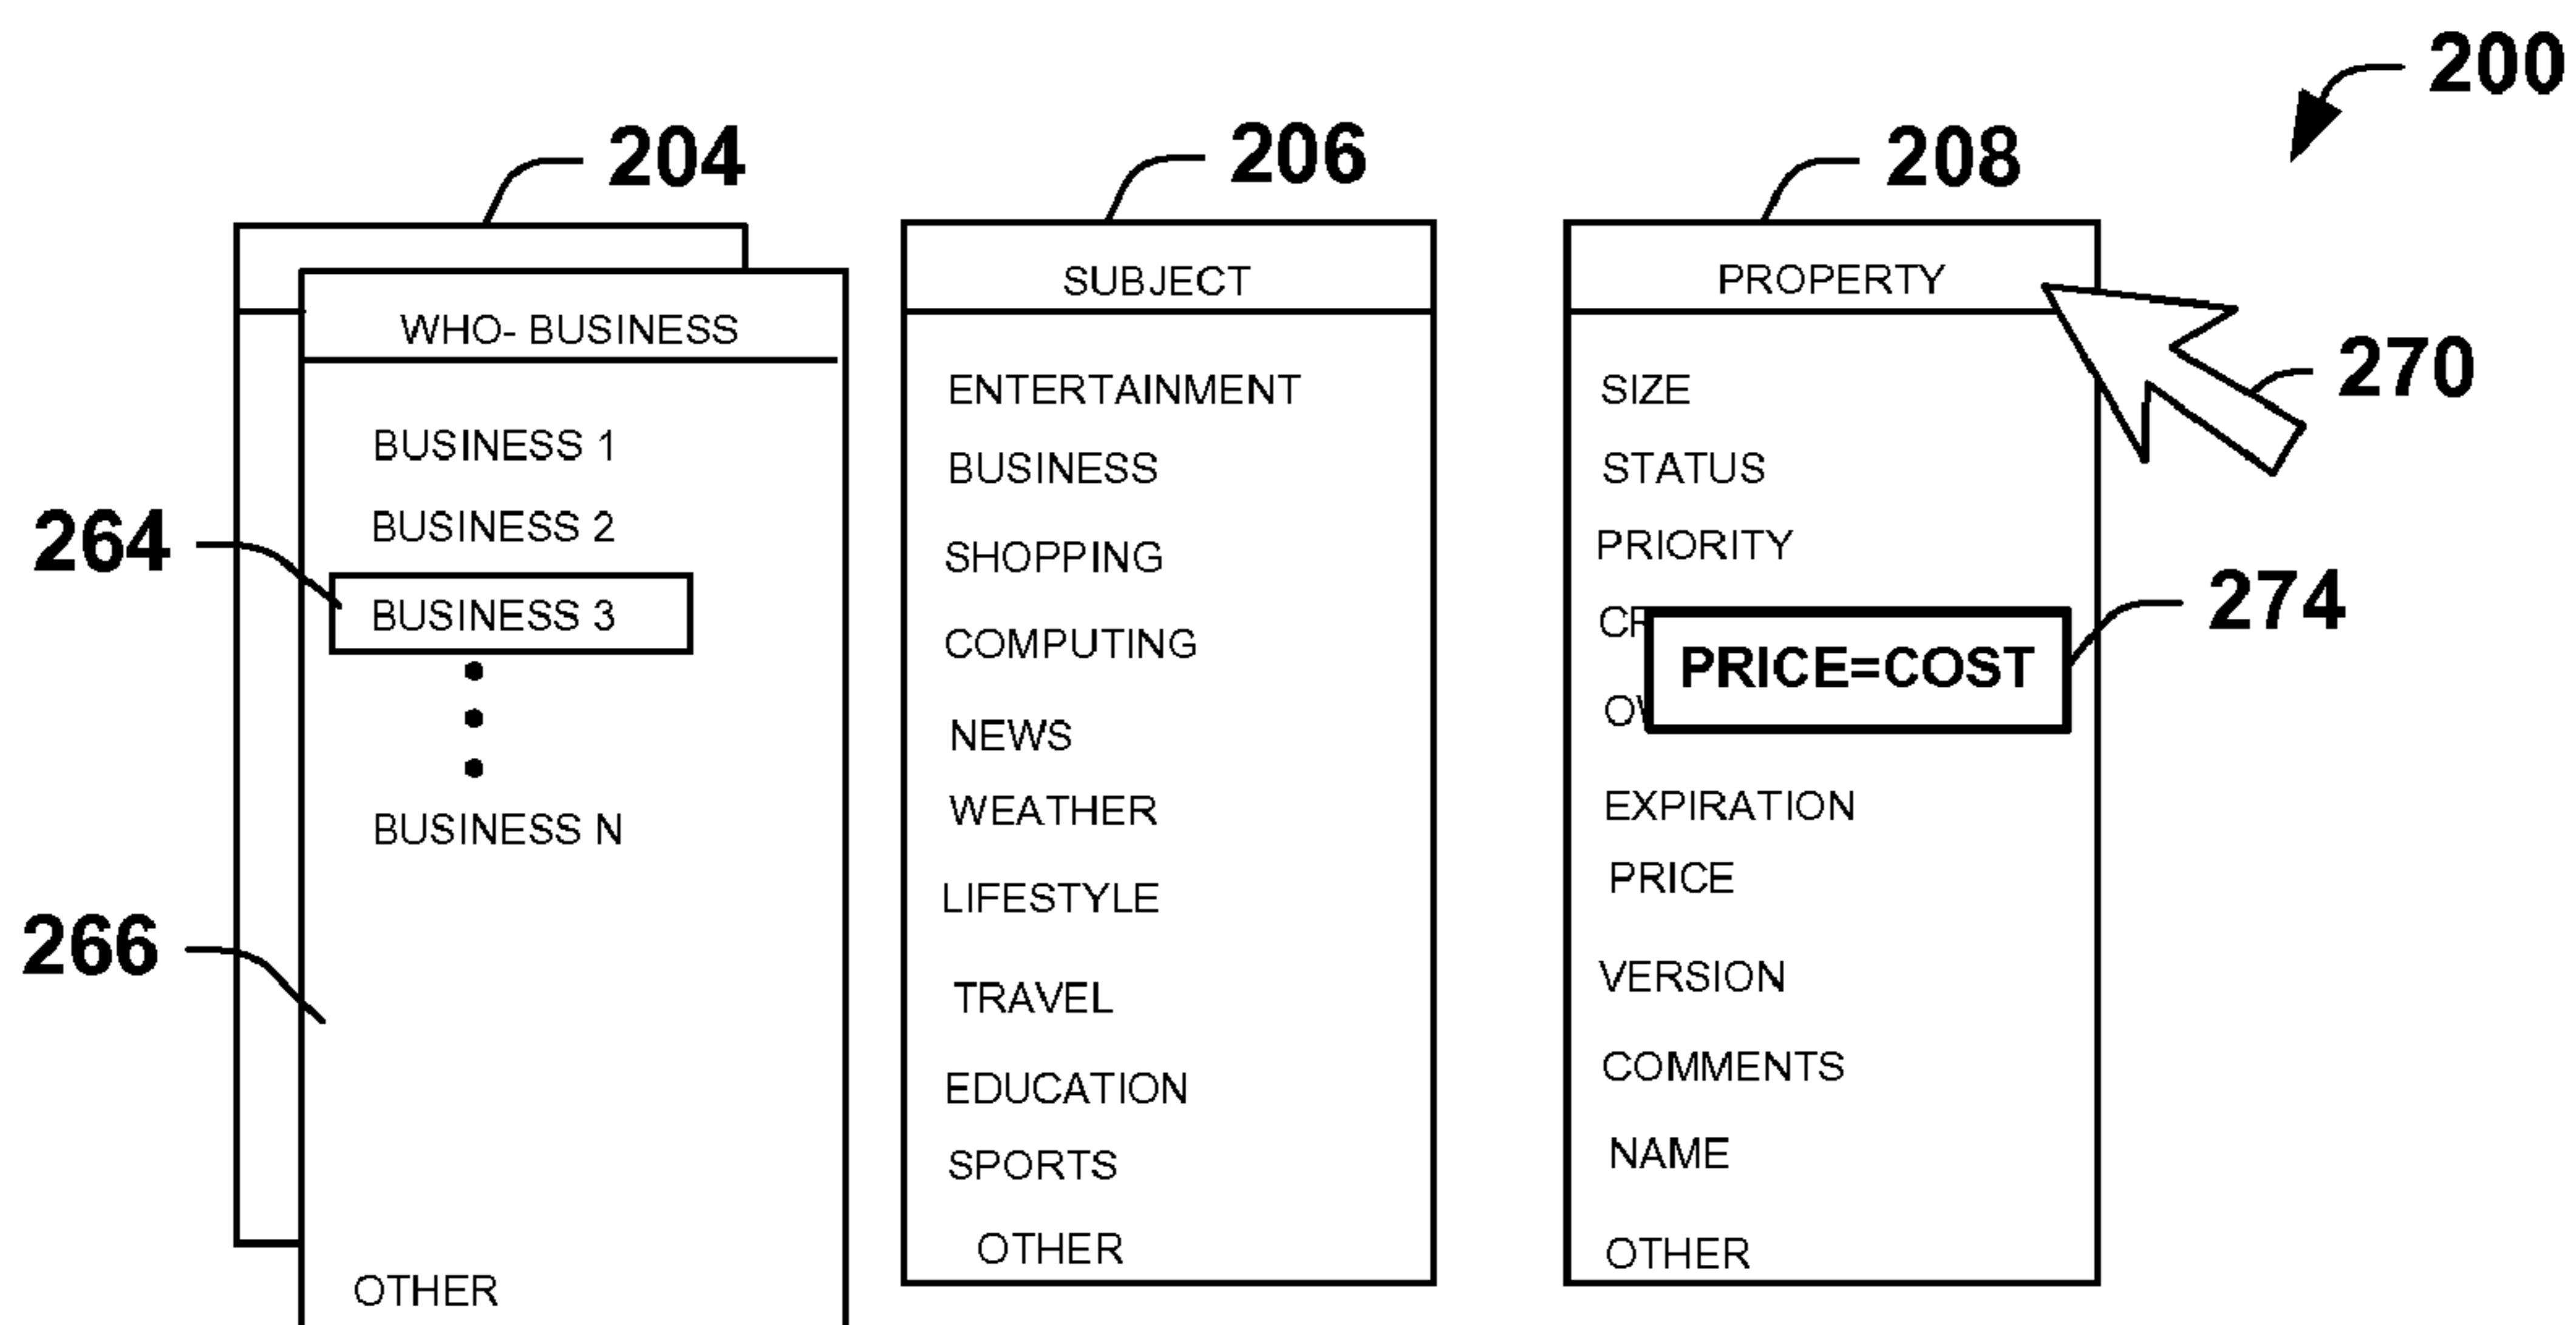 200
204
206
208
WHO- BUSINESS
BUSINESS 1
BUSINESS 2
264
BUSINESS 3
BUSINESS N
266
OTHER
SUBJECT
ENTERTAINMENT
BUSINESS
SHOPPING
COMPUTING
NEWS
WEATHER
LIFESTYLE
TRAVEL
EDUCATION
SPORTS
OTHER
PROPERTY
270
SIZE
STATUS
PRIORITY
274
PRICE=COST
EXPIRATION
PRICE
VERSION
COMMENTS
NAME
OTHER